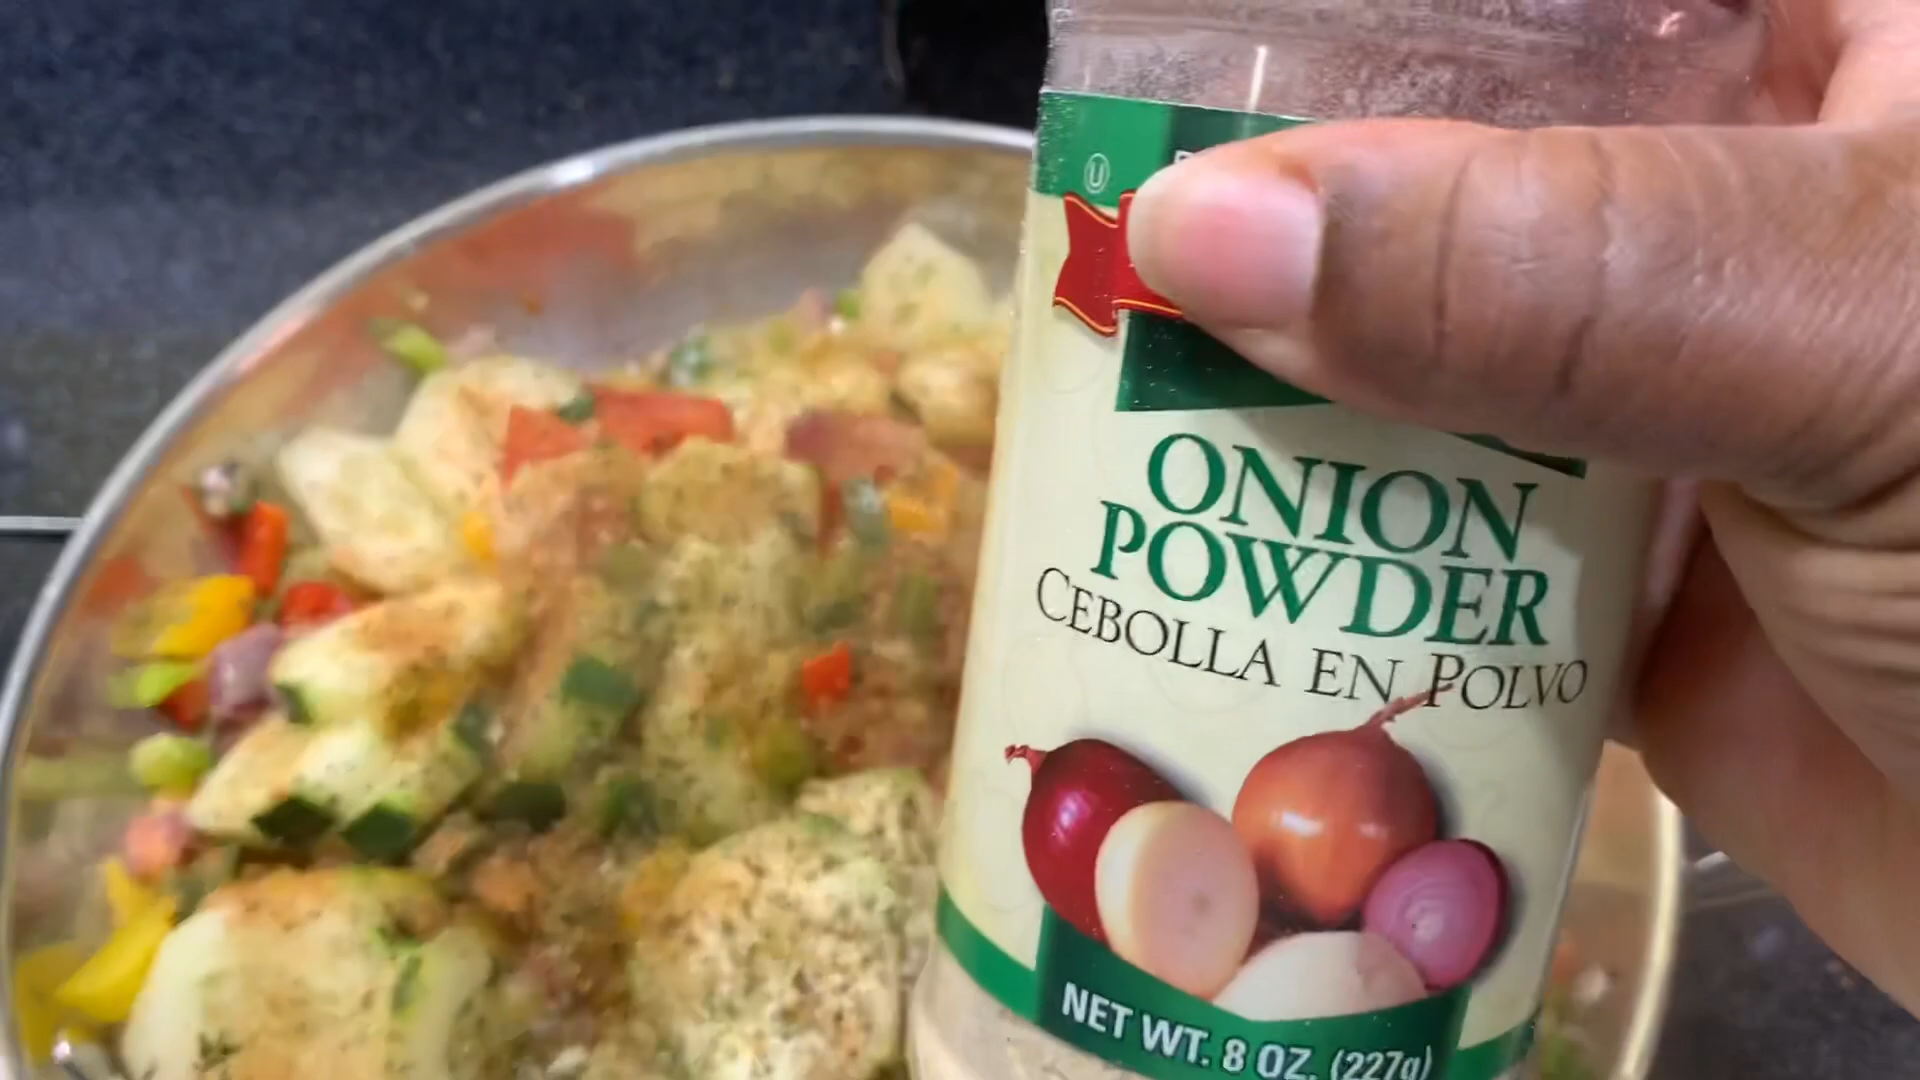 U
ONION
POWDER
CEBOLLA EN POLVO
NET WT. 8 OZ. (227g)